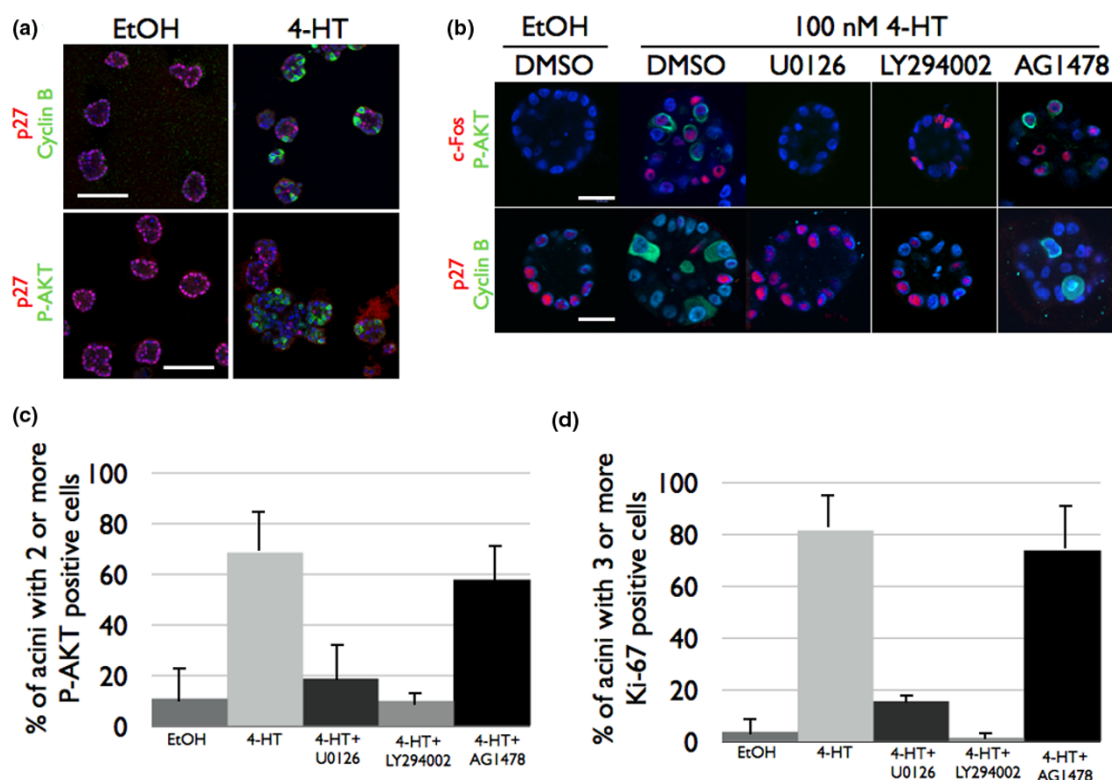 (a)
EtOH 4-HT
p27
Cyclin B
p27
P-AKT
(b)
EtOH 100 nM 4-HT
DMSO DMSO U0126 LY294002 AG1478
c-Fos
P-AKT
p27
Cyclin B
(c)
% of acini with 2 or more
P-AKT positive cells
100
80
60
40
20
0
EtOH 4-HT 4-HT+ 4-HT+ 4-HT+
U0126 LY294002 AG1478
(d)
% of acini with 3 or more
Ki-67 positive cells
100
80
60
40
20
0
EtOH 4-HT 4-HT+ 4-HT+ 4-HT+
U0126 LY294002 AG1478